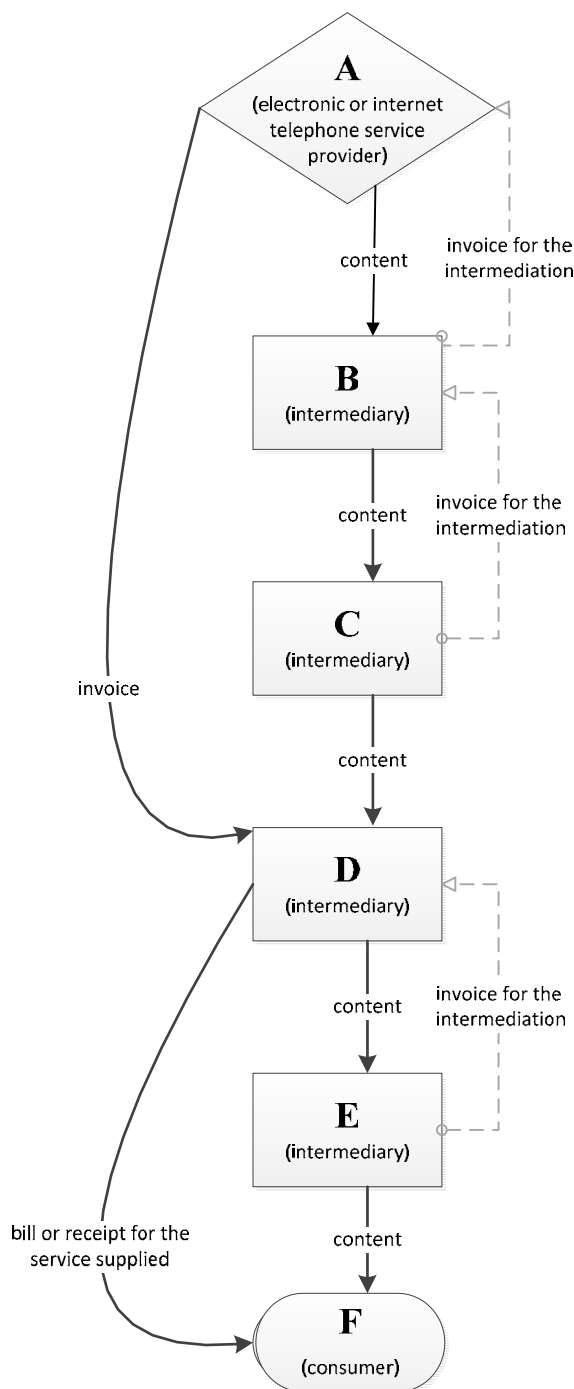 A
(electronic or internet
telephone service
provider)
content
invoice for the
intermediation
B
(intermediary)
content
invoice for the
intermediation
C
(intermediary)
invoice
content
D
(intermediary)
content
invoice for the
intermediation
E
(intermediary)
bill or receipt for the
service supplied
content
F
(consumer)